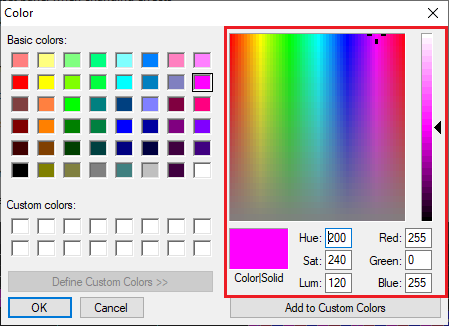 Color
Basic colors:
Custom colors:
Define Custom Colors >>
OK
Cancel
Color|Solid
Hue: 200
Sat: 240
Lum: 120
Red: 255
Green: 0
Blue: 255
Add to Custom Colors